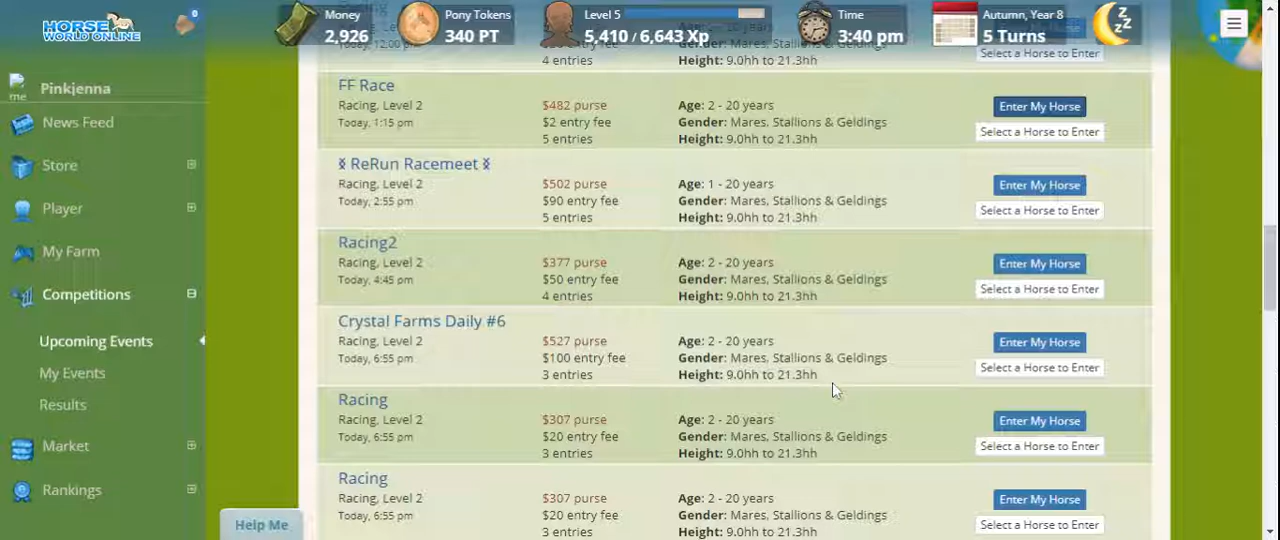 HORSE
WORLD ONLINE
0
Money
2,926
Pony Tokens
340 PT
Level 5
5,410 / 6,643 Xp
Time
3:40 pm
Autumn, Year 8
5 Turns
Z Z Z
me
Pinkjenna
News Feed
Store
Player
My Farm
Competitions
Upcoming Events
My Events
Results
Market
Rankings
Help Me
Today, 12:00 pm
4 entries
Height: 9.0hh to 21.3hh
Select a Horse to Enter
FF Race
Racing, Level 2
Today, 1:15 pm
$482 purse
$2 entry fee
5 entries
Age: 2 - 20 years
Gender: Mares, Stallions & Geldings
Height: 9.0hh to 21.3hh
Enter My Horse
Select a Horse to Enter
ReRun Racemeet
Racing, Level 2
Today, 2:55 pm
$502 purse
$90 entry fee
5 entries
Age: 1 - 20 years
Gender: Mares, Stallions & Geldings
Height: 9.0hh to 21.3hh
Enter My Horse
Select a Horse to Enter
Racing2
Racing, Level 2
Today, 4:45 pm
$377 purse
$50 entry fee
4 entries
Age: 2 - 20 years
Gender: Mares, Stallions & Geldings
Height: 9.0hh to 21.3hh
Enter My Horse
Select a Horse to Enter
Crystal Farms Daily #6
Racing, Level 2
Today, 6:55 pm
$527 purse
$100 entry fee
3 entries
Age: 2 - 20 years
Gender: Mares, Stallions & Geldings
Height: 9.0hh to 21.3hh
Enter My Horse
Select a Horse to Enter
Racing
Racing, Level 2
Today, 6:55 pm
$307 purse
$20 entry fee
3 entries
Age: 2 - 20 years
Gender: Mares, Stallions & Geldings
Height: 9.0hh to 21.3hh
Enter My Horse
Select a Horse to Enter
Racing
Racing, Level 2
Today, 6:55 pm
$307 purse
$20 entry fee
3 entries
Age: 2 - 20 years
Gender: Mares, Stallions & Geldings
Height: 9.0hh to 21.3hh
Enter My Horse
Select a Horse to Enter